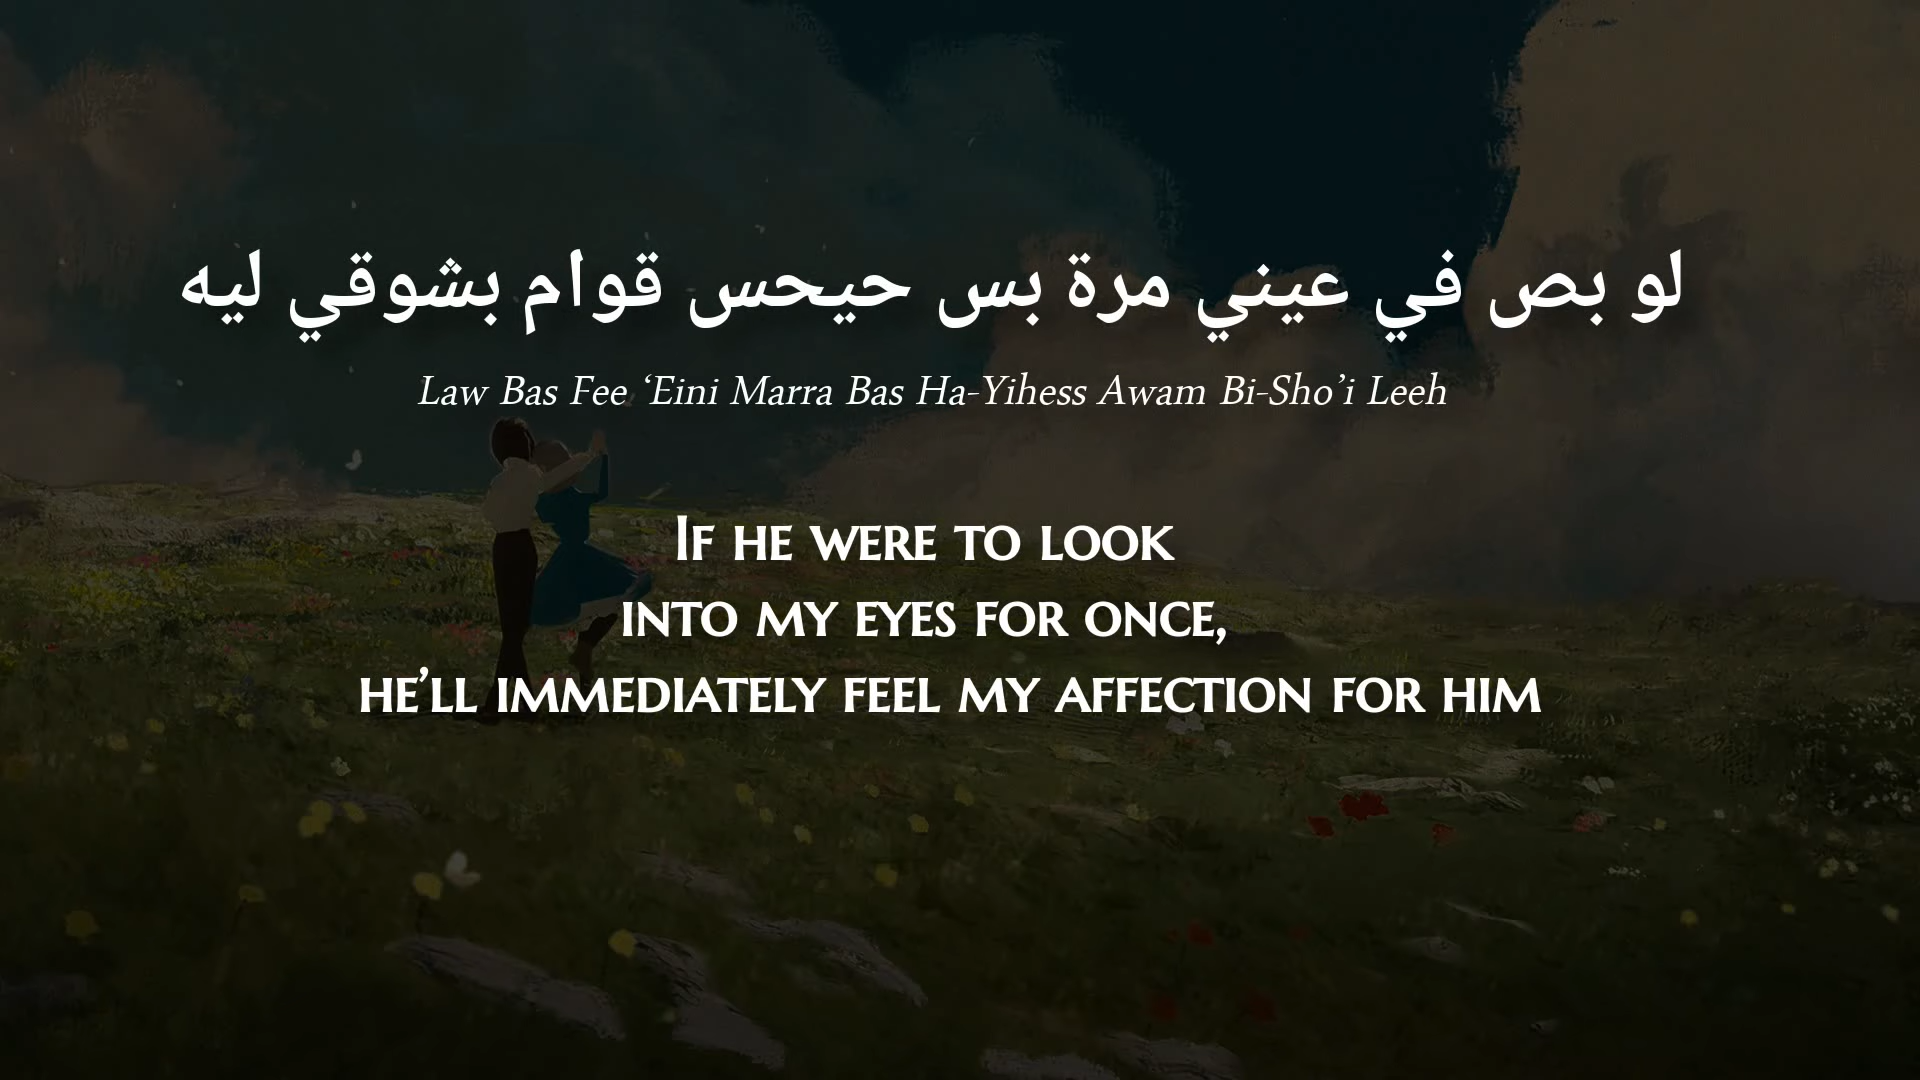 لو بص في عيني مرة بس حيحس قوام بشوقي ليه
Law Bas Fee ‘Eini Marra Bas Ha-Yihess Awam Bi-Sho’i Leeh
If he were to look
into my eyes for once,
he’ll immediately feel my affection for him